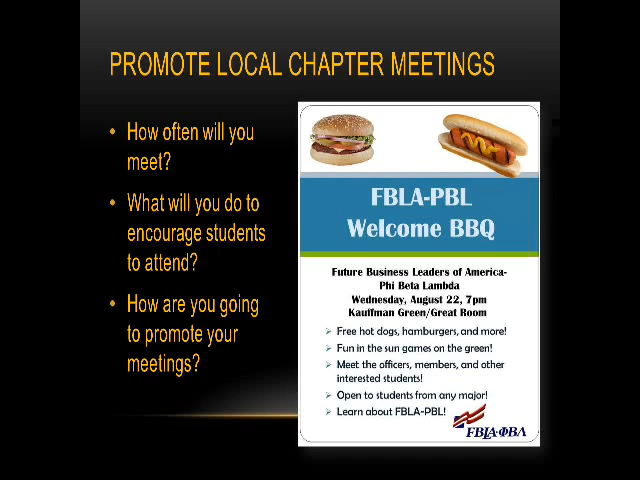 PROMOTE LOCAL CHAPTER MEETINGS
• How often will you
meet?
• What will you do to
encourage students
to attend?
• How are you going
to promote your
meetings?
FBLA-PBL
Welcome BBQ
Future Business Leaders of America-
Phi Beta Lambda
Wednesday, August 22, 7pm
Kauffman Green/Great Room
➢ Free hot dogs, hamburgers, and more!
➢ Fun in the sun games on the green!
➢ Meet the officers, members, and other
interested students!
➢ Open to students from any major!
➢ Learn about FBLA-PBL!
FBLA-ΦΒΛ